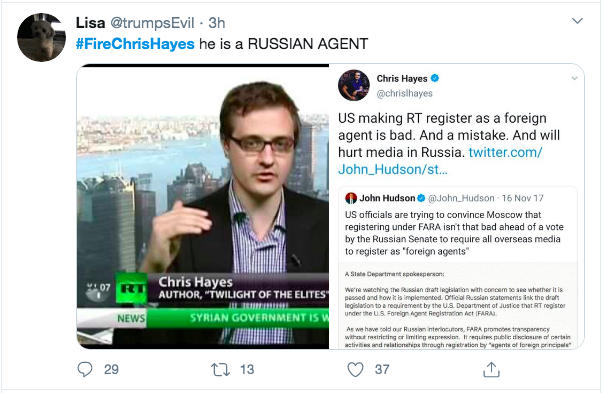 Lisa @trumpsEvil · 3h
#FireChrisHayes he is a RUSSIAN AGENT
07
RT
Chris Hayes
AUTHOR, "TWILIGHT OF THE ELITES"
NEWS
SYRIAN GOVERNMENT IS W
Chris Hayes
@chrislhayes
US making RT register as a foreign
agent is bad. And a mistake. And will
hurt media in Russia. twitter.com/
John_Hudson/st...
John Hudson @John_Hudson · 16 Nov 17
US officials are trying to convince Moscow that
registering under FARA isn't that bad ahead of a vote
by the Russian Senate to require all overseas media
to register as "foreign agents"
A State Department spokesperson:
We're watching the Russian draft legislation with concern to see whether it is
passed and how it is implemented. Official Russian statements link the draft
legislation to a requirement by the U.S. Department of Justice that RT register
under the U.S. Foreign Agent Registration Act (FARA).
As we have told our Russian interlocutors, FARA promotes transparency
without restricting or limiting expression. It requires public disclosure of certain
activities and relationships through registration by "agents of foreign principals"
29
13
37